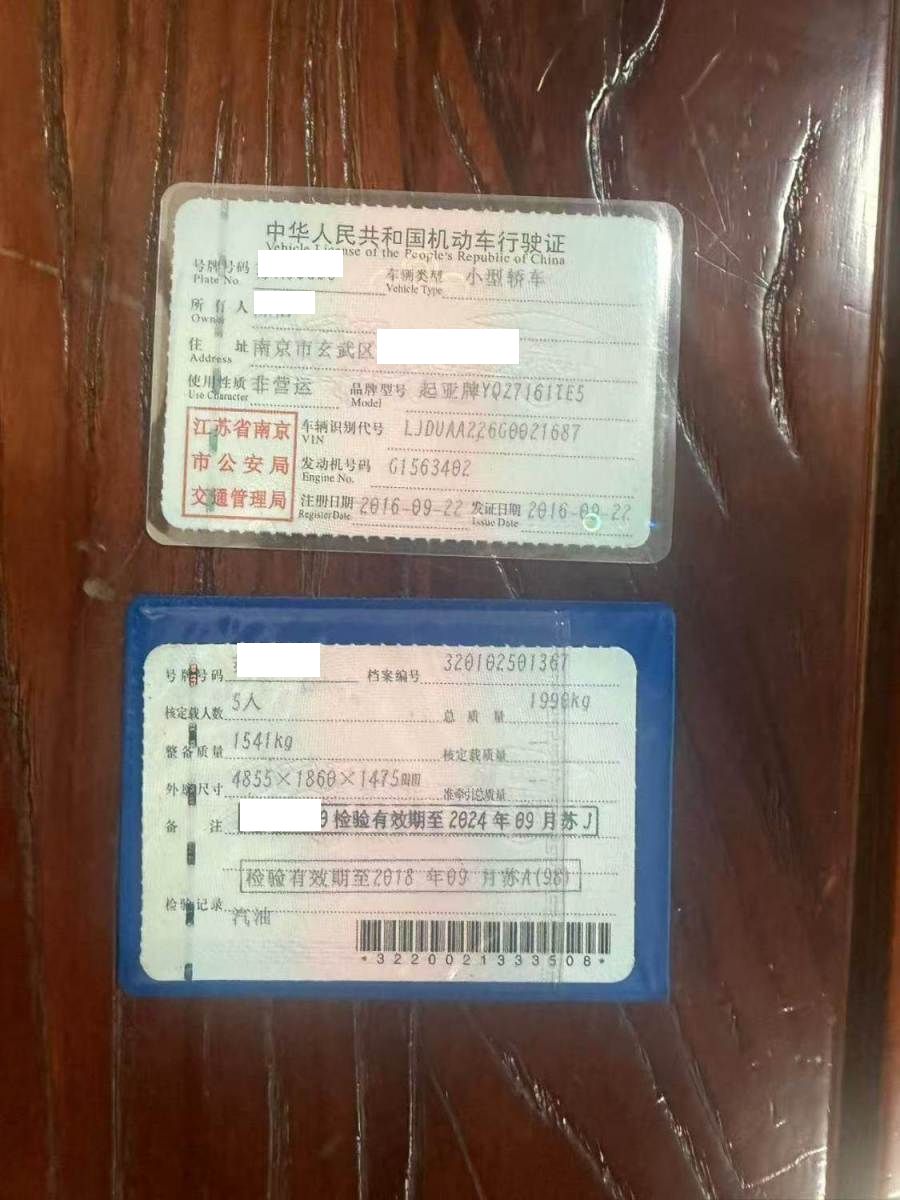 中华人民共和国机动车行驶证
Vehicle License of the People's Republic of China
号牌号码 车辆类型 小型轿车
Plate No. Vehicle Type
所有人
Owner
住址 南京市玄武区
Address
使用性质 非营运 品牌型号 起亚牌YQZ7161TE5
Use Character Model
江苏省南京 车辆识别代号 LJDUAA226G0021687
VIN
市公安局 发动机号码 G1563402
Engine No.
交通管理局 注册日期 2016-09-22 发证日期 2016-09-22
Register Date Issue Date
号牌号码 档案编号 320102501367
核定载人数 5人 总质量 1990kg
整备质量 1541kg 核定载质量 --
外廓尺寸 4855×1860×1475mm 准牵引总质量 --
备注 检验有效期至2024年09月苏J
检验有效期至2018年09月苏A(98)
检验记录 汽油
*3220021333508*